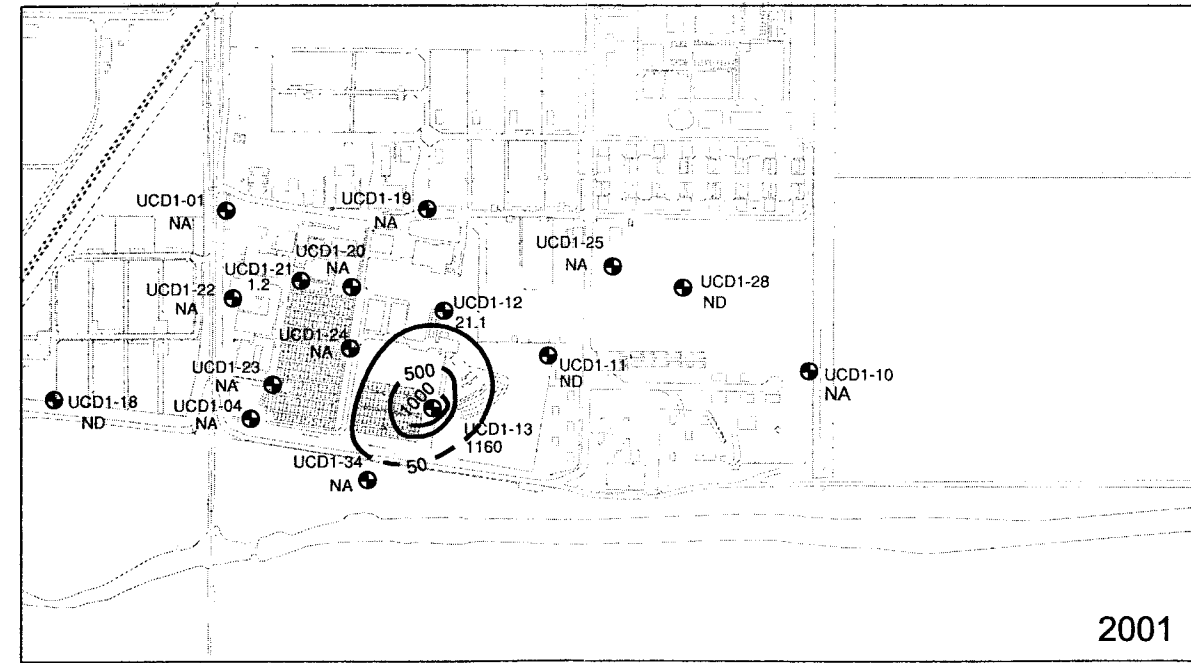 UCD1-01
NA
UCD1-19
NA
UCD1-25
NA
UCD1-20
NA
UCD1-21
1.2
UCD1-28
ND
UCD1-22
NA
UCD1-12
21.1
UCD1-24
NA
UCD1-11
ND
UCD1-10
NA
UCD1-23
NA
500
1000
UCD1-18
ND
UCD1-04
NA
UCD1-13
1160
50
UCD1-34
NA
2001